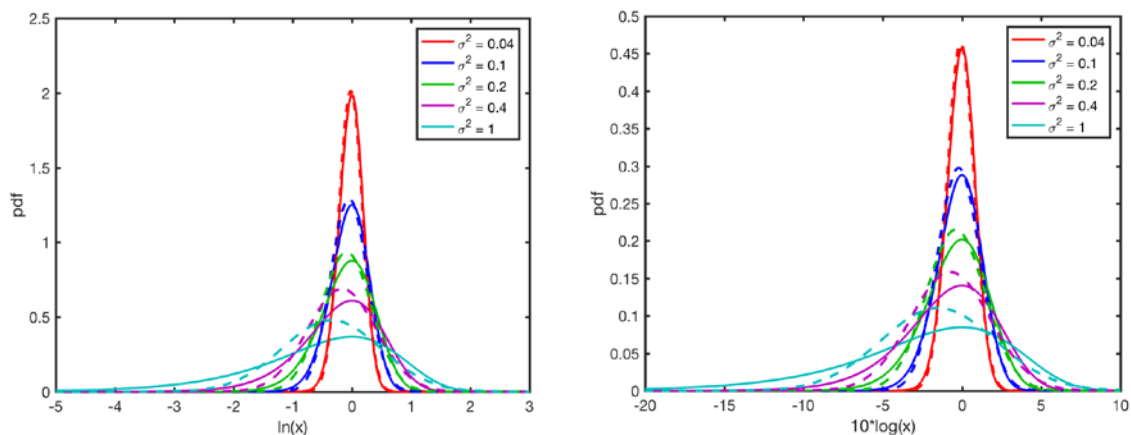 2.5
2
1.5
1
0.5
0
pdf
-5
-4
-3
-2
-1
0
1
2
3
ln(x)
σ² = 0.04
σ² = 0.1
σ² = 0.2
σ² = 0.4
σ² = 1
0.5
0.45
0.4
0.35
0.3
0.25
0.2
0.15
0.1
0.05
0
pdf
-20
-15
-10
-5
0
5
10
10*log(x)
σ² = 0.04
σ² = 0.1
σ² = 0.2
σ² = 0.4
σ² = 1